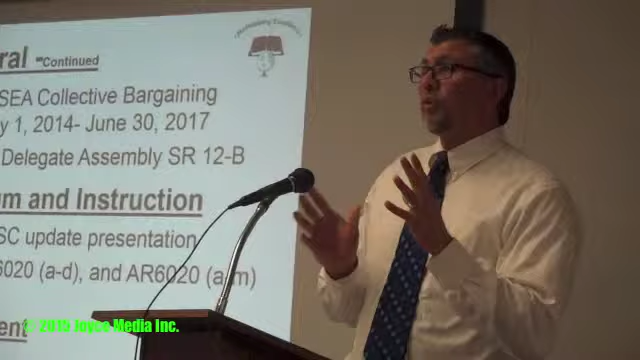 ral "Continued
SEA Collective Bargaining
y 1, 2014- June 30, 2017
Delegate Assembly SR 12-B
um and Instruction
SC update presentation
6020 (a-d), and AR6020 (a-m)
ent
© 2015 Joyce Media Inc.